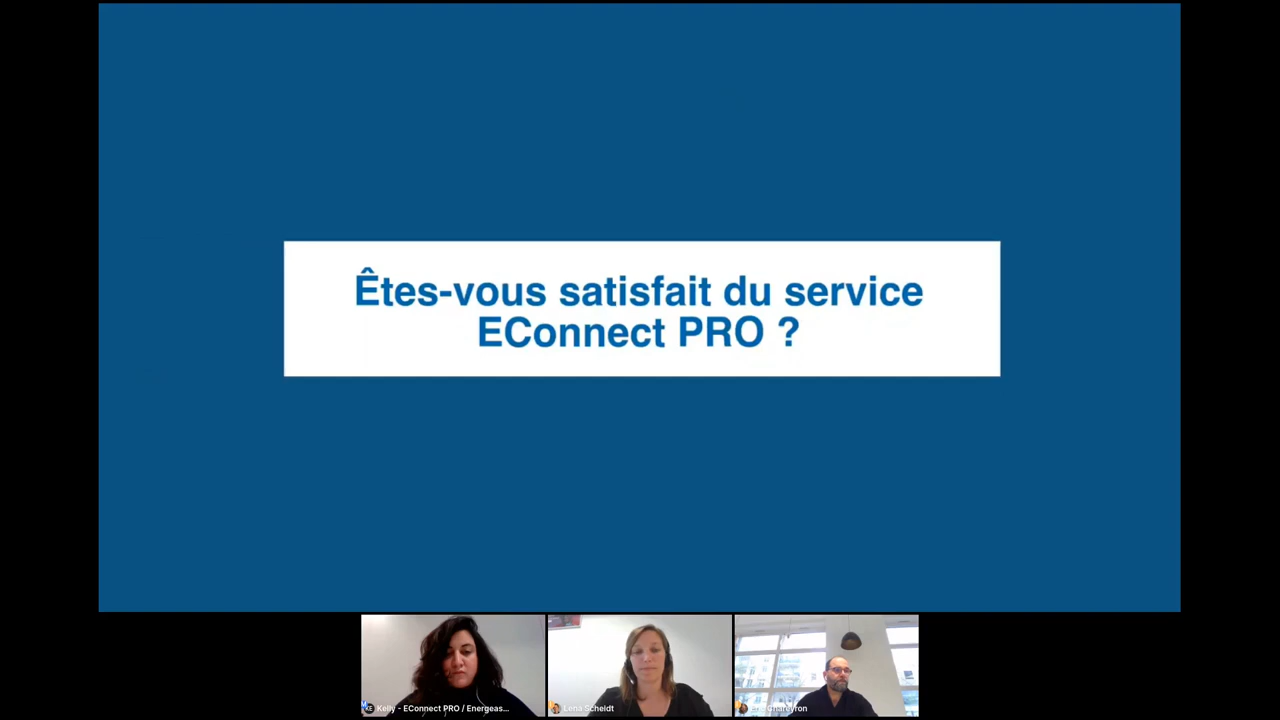 Êtes-vous satisfait du service
EConnect PRO ?
Kelly - EConnect PRO / Energeas...
Lena Scheidt